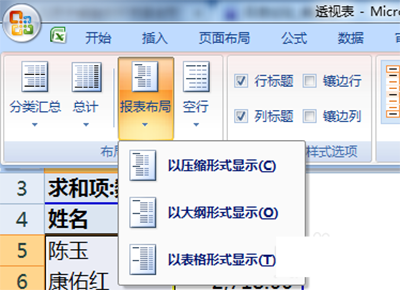 透视表 - Micro
开始 插入 页面布局 公式 数据
分类汇总 总计 报表布局 空行
行标题 镶边行
列标题 镶边列
样式选项
以压缩形式显示(C)
以大纲形式显示(O)
以表格形式显示(T)
3 求和项:
4 姓名
5 陈玉
6 康佑红